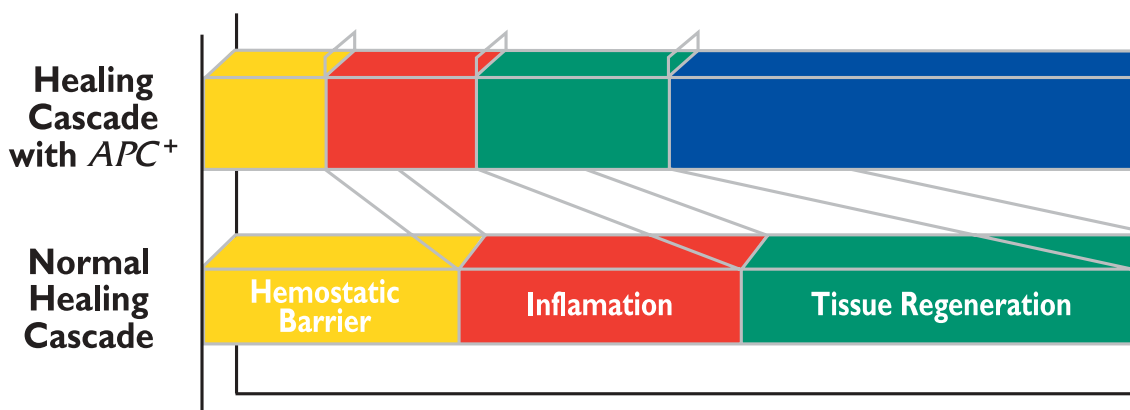 Healing
Cascade
with APC+
Normal
Healing
Cascade
Hemostatic
Barrier
Inflamation
Tissue Regeneration